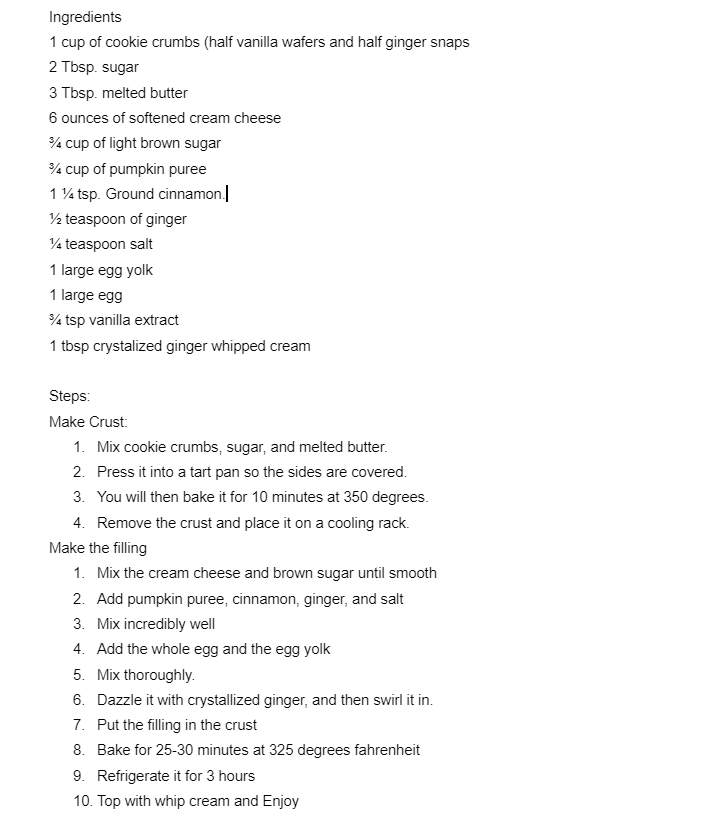 Ingredients
1 cup of cookie crumbs (half vanilla wafers and half ginger snaps
2 Tbsp. sugar
3 Tbsp. melted butter
6 ounces of softened cream cheese
¾ cup of light brown sugar
¾ cup of pumpkin puree
1 ¼ tsp. Ground cinnamon.
½ teaspoon of ginger
¼ teaspoon salt
1 large egg yolk
1 large egg
¾ tsp vanilla extract
1 tbsp crystalized ginger whipped cream
Steps:
Make Crust:
1. Mix cookie crumbs, sugar, and melted butter.
2. Press it into a tart pan so the sides are covered.
3. You will then bake it for 10 minutes at 350 degrees.
4. Remove the crust and place it on a cooling rack.
Make the filling
1. Mix the cream cheese and brown sugar until smooth
2. Add pumpkin puree, cinnamon, ginger, and salt
3. Mix incredibly well
4. Add the whole egg and the egg yolk
5. Mix thoroughly.
6. Dazzle it with crystallized ginger, and then swirl it in.
7. Put the filling in the crust
8. Bake for 25-30 minutes at 325 degrees fahrenheit
9. Refrigerate it for 3 hours
10. Top with whip cream and Enjoy